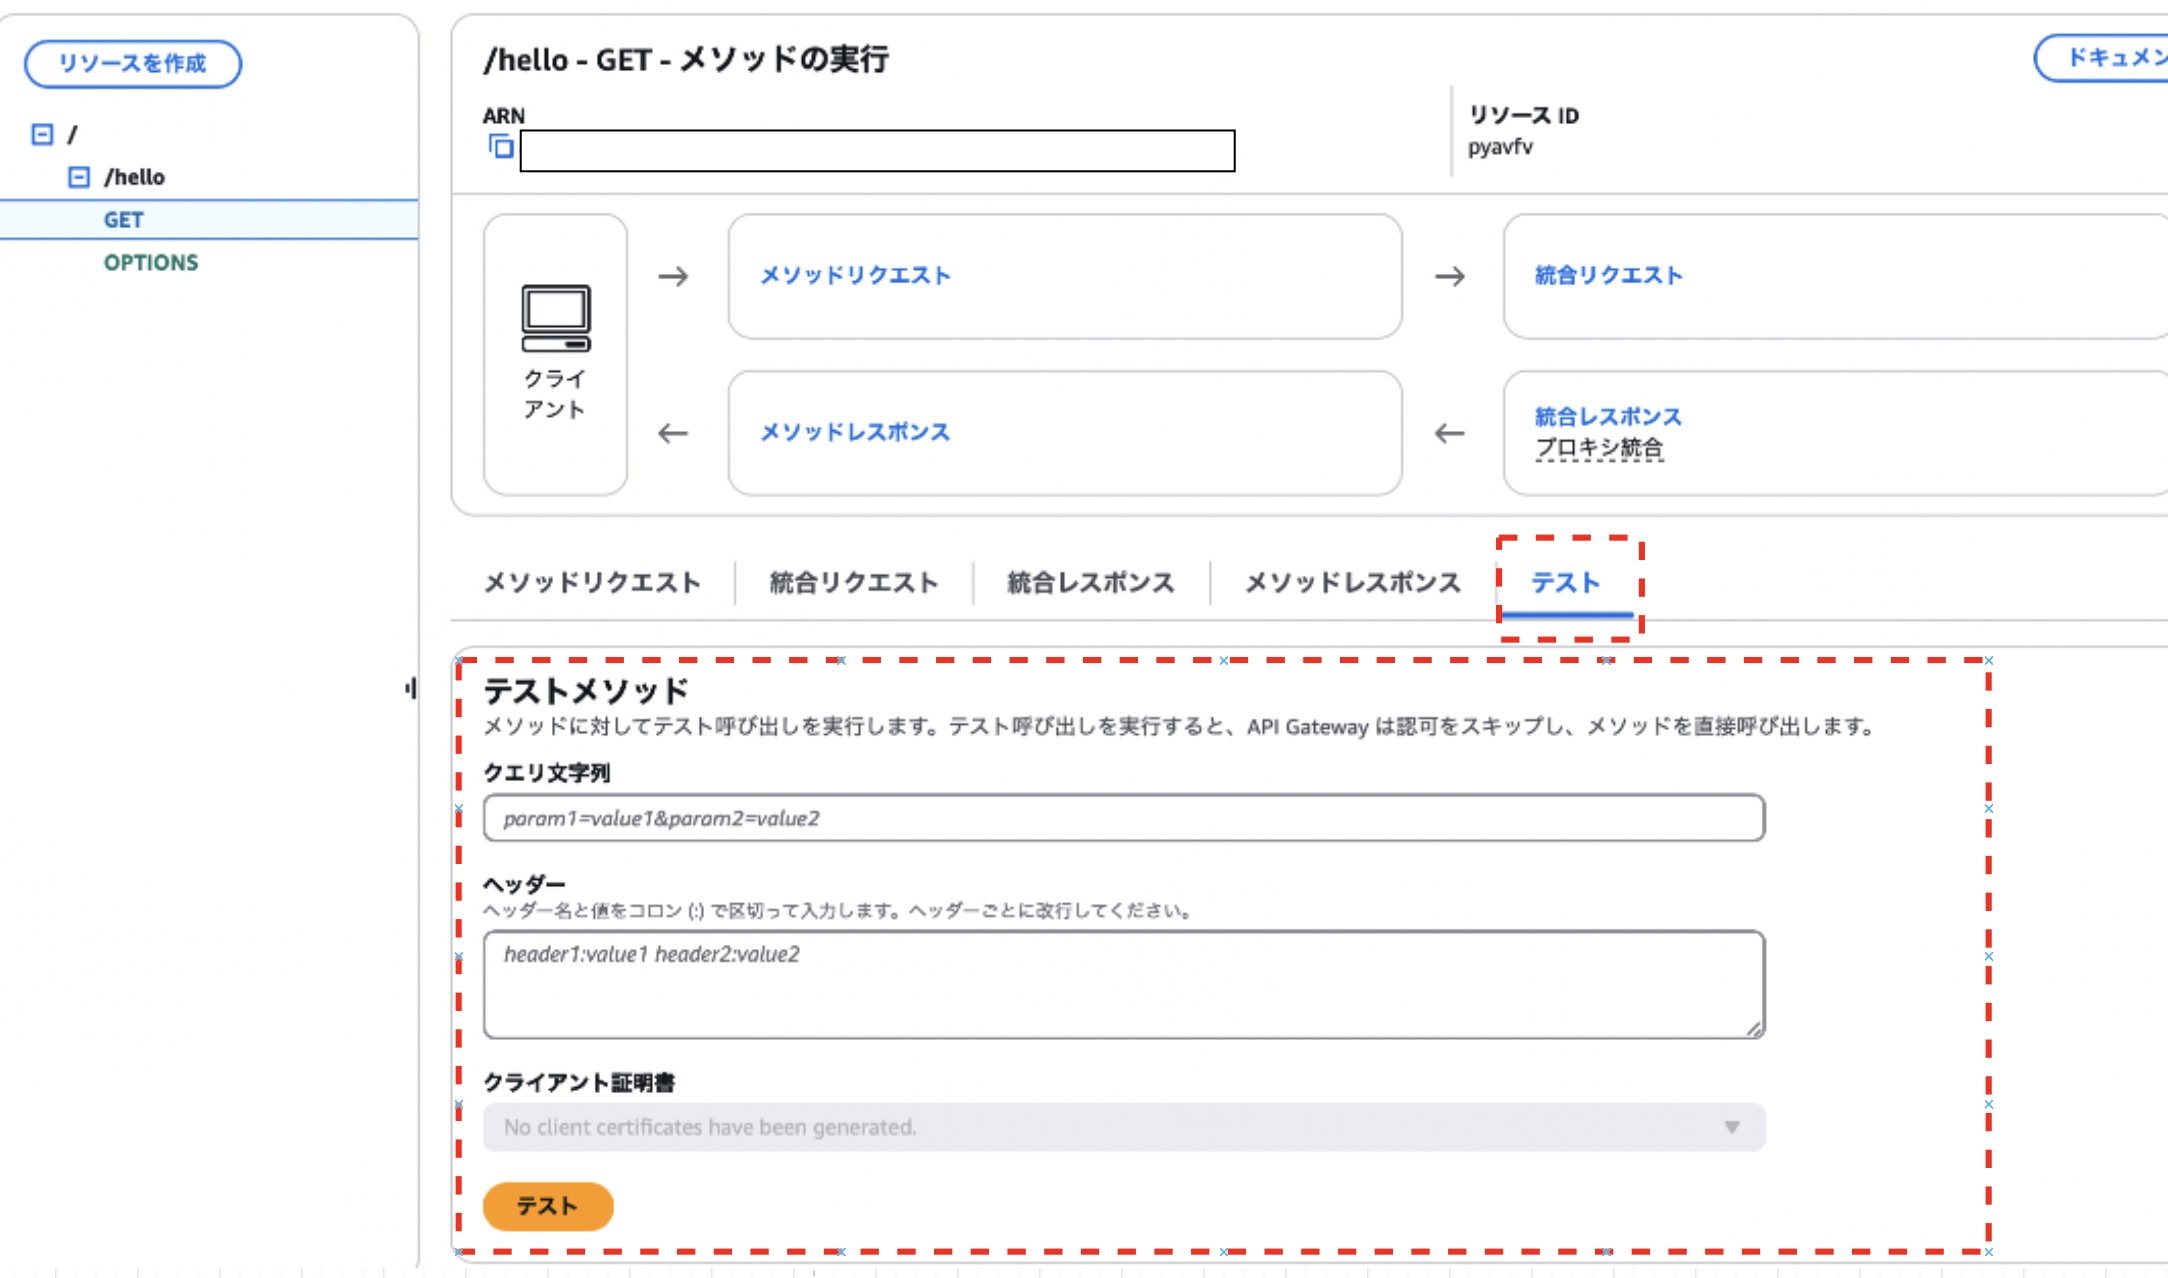 リソースを作成
/
/hello
GET
OPTIONS
/hello - GET - メソッドの実行
ドキュメン
ARN
リソース ID
pyavfv
クライ
アント
メソッドリクエスト
統合リクエスト
メソッドレスポンス
統合レスポンス
プロキシ統合
メソッドリクエスト
統合リクエスト
統合レスポンス
メソッドレスポンス
テスト
テストメソッド
メソッドに対してテスト呼び出しを実行します。テスト呼び出しを実行すると、API Gateway は認可をスキップし、メソッドを直接呼び出します。
クエリ文字列
param1=value1&param2=value2
ヘッダー
ヘッダー名と値をコロン (:) で区切って入力します。ヘッダーごとに改行してください。
header1:value1 header2:value2
クライアント証明書
No client certificates have been generated.
テスト